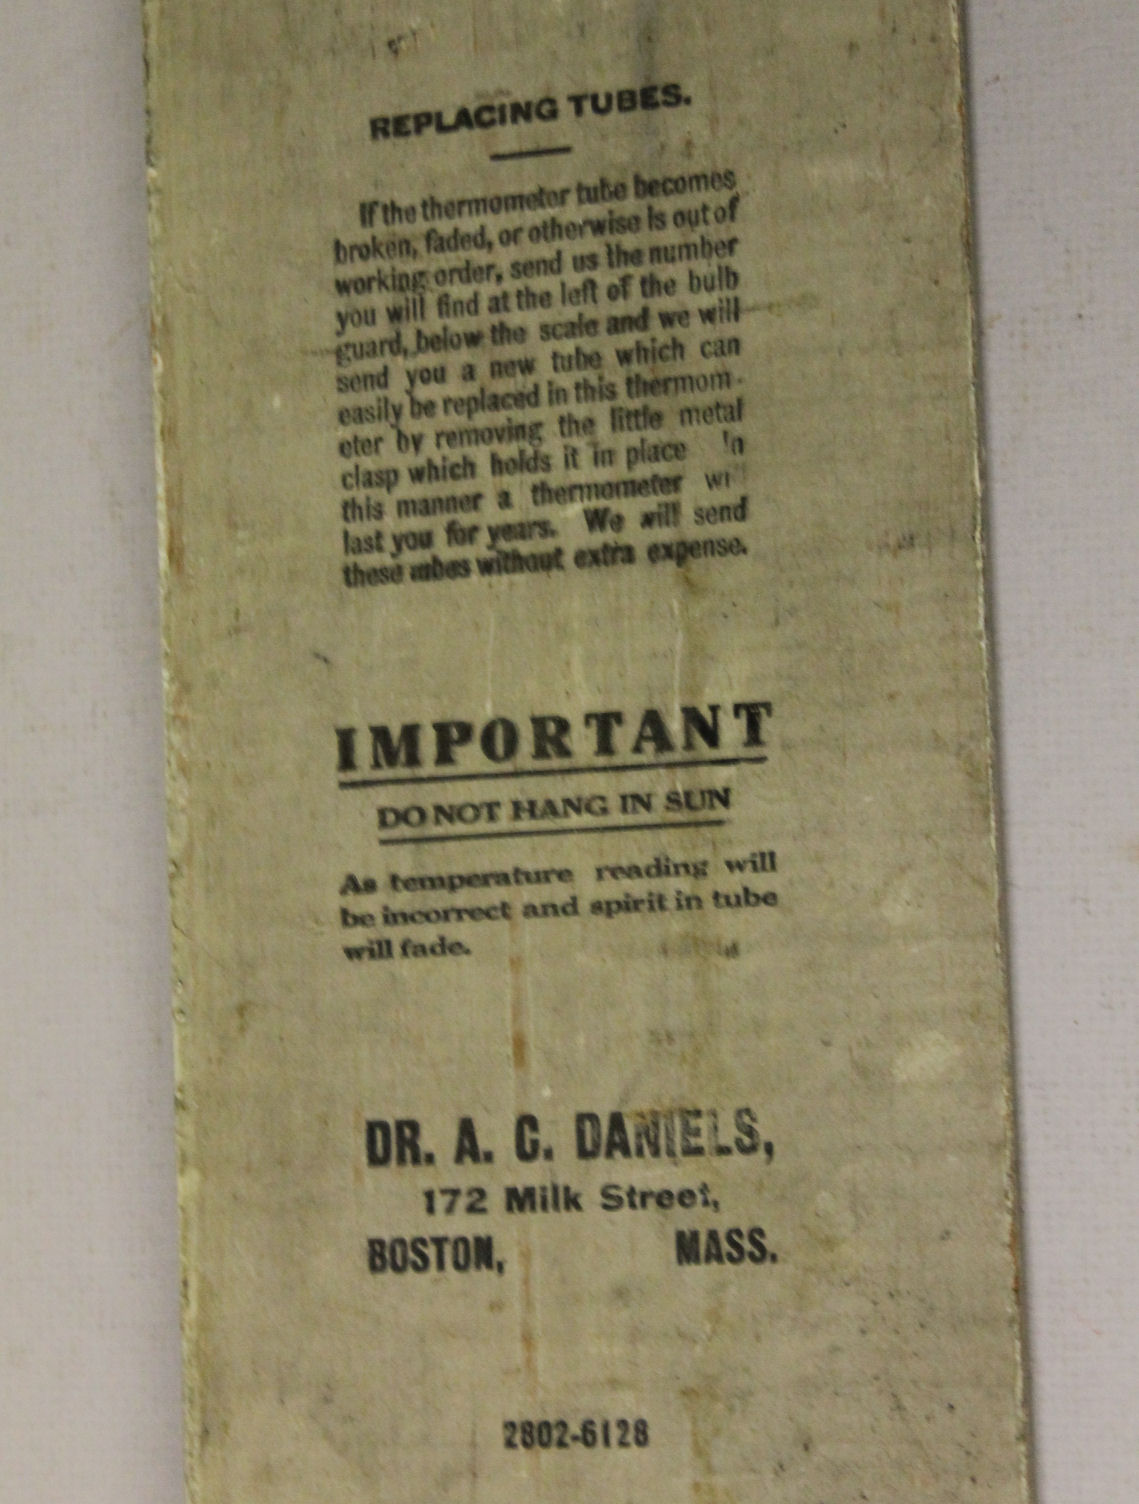 REPLACING TUBES.
If the thermometer tube becomes
broken, faded, or otherwise is out of
working order, send us the number
you will find at the left of the bulb
guard, below the scale and we will
send you a new tube which can
easily be replaced in this thermom-
eter by removing the little metal
clasp which holds it in place
this manner a thermometer
last you for years. We will send
these tubes without extra expense.
IMPORTANT
DO NOT HANG IN SUN
As temperature reading will
be incorrect and spirit in tube
will fade.
DR. A. C. DANIELS,
172 Milk Street,
BOSTON, MASS.
2802-6128